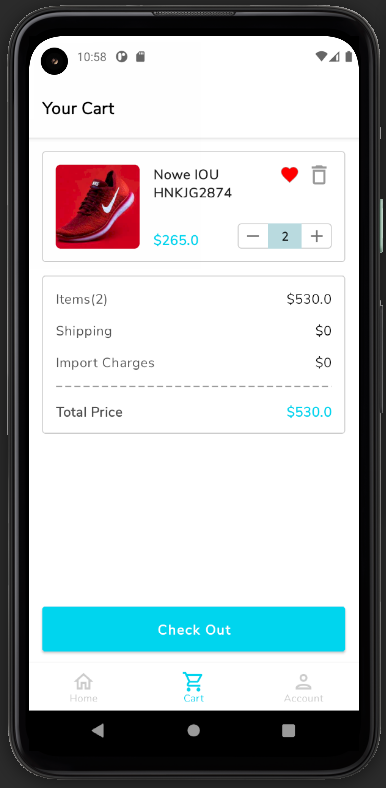 10:58
Your Cart
Nowe IOU
HNKJG2874
$265.0
2
Items(2) $530.0
Shipping $0
Import Charges $0
Total Price $530.0
Check Out
Home Cart Account